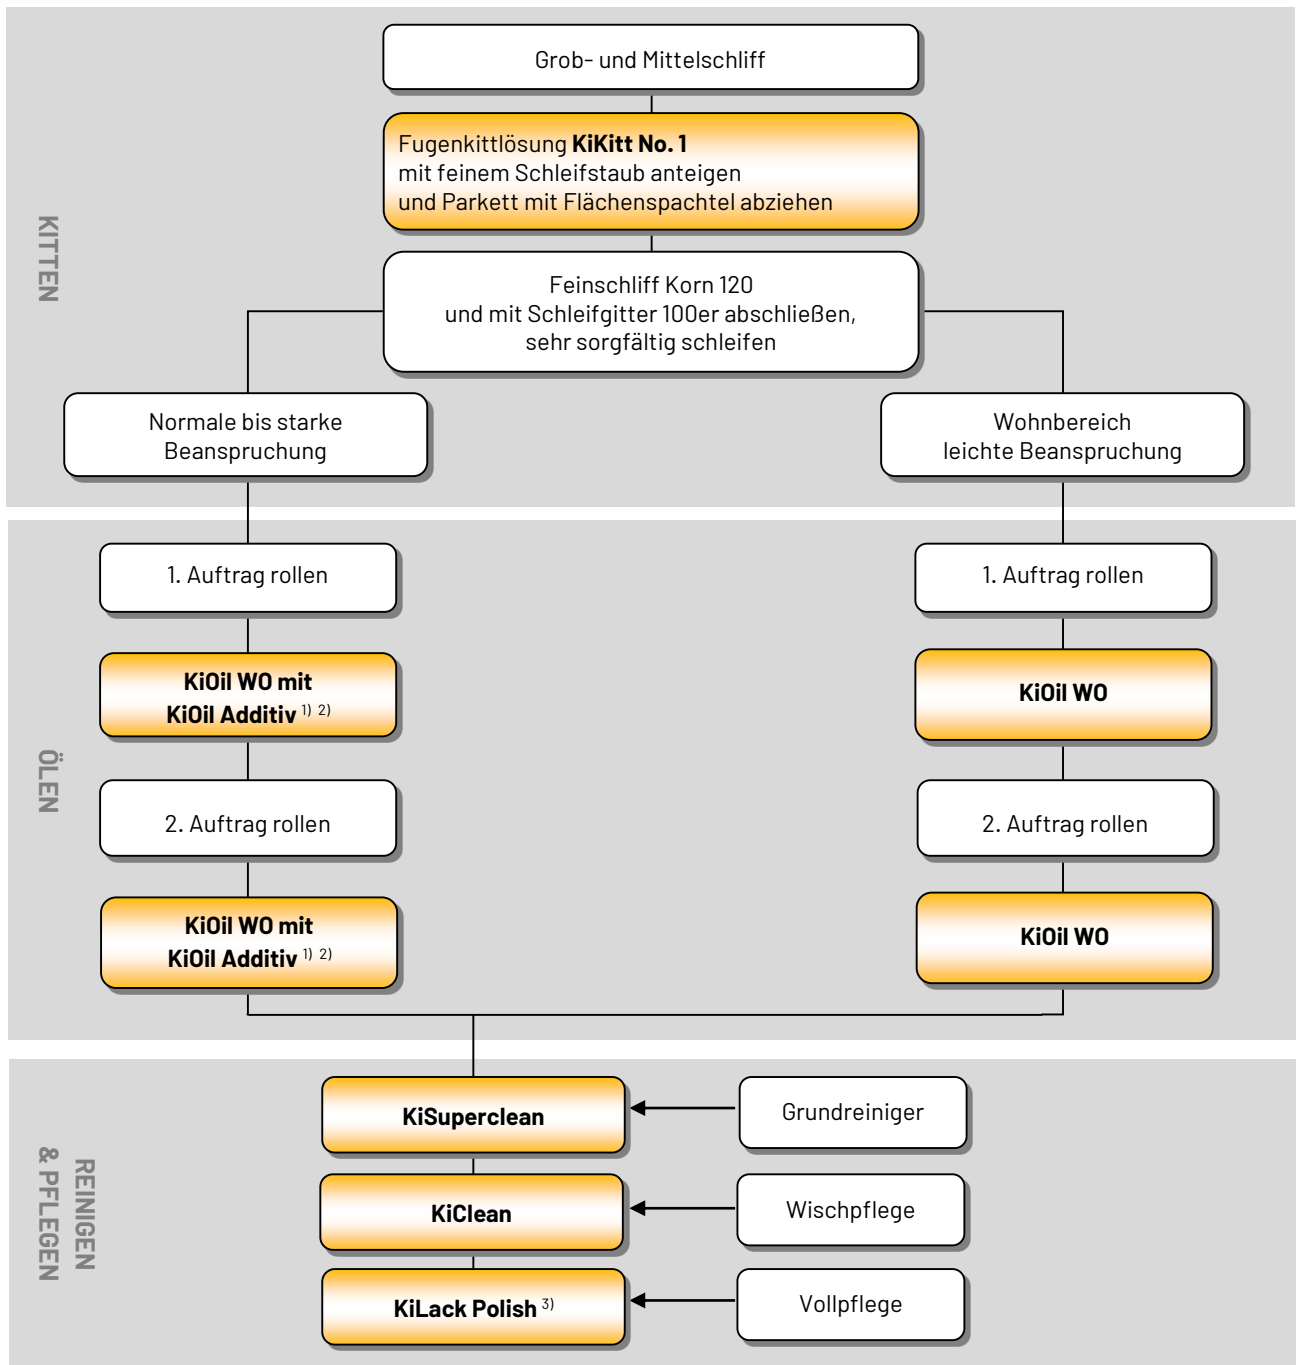 KITTEN
Grob- und Mittelschliff
Fugenkittlösung KiKitt No. 1
mit feinem Schleifstaub anteigen
und Parkett mit Flächenspachtel abziehen
Feinschliff Korn 120
und mit Schleifgitter 100er abschließen,
sehr sorgfältig schleifen
Normale bis starke
Beanspruchung
Wohnbereich
leichte Beanspruchung
ÖLEN
1. Auftrag rollen
1. Auftrag rollen
KiOil WO mit
KiOil Additiv 1) 2)
KiOil WO
2. Auftrag rollen
2. Auftrag rollen
KiOil WO mit
KiOil Additiv 1) 2)
KiOil WO
REINIGEN
& PFLEGEN
KiSuperclean
Grundreiniger
KiClean
Wischpflege
KiLack Polish 3)
Vollpflege